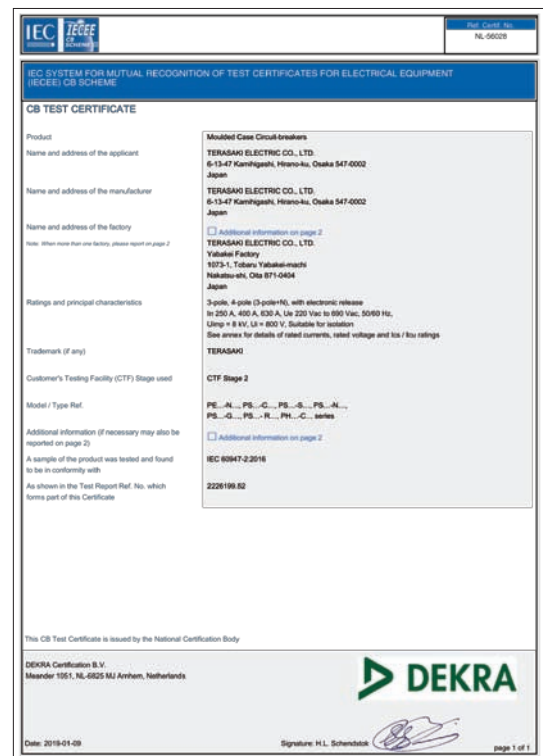 IEC
IECEE
CB
SCHEME
Ref. Certif. No.
NL-56028
IEC SYSTEM FOR MUTUAL RECOGNITION OF TEST CERTIFICATES FOR ELECTRICAL EQUIPMENT
(IECEE) CB SCHEME
CB TEST CERTIFICATE
Product
Moulded Case Circuit-breakers
Name and address of the applicant
TERASAKI ELECTRIC CO., LTD.
6-13-47 Kamihigashi, Hirano-ku, Osaka 547-0002
Japan
Name and address of the manufacturer
TERASAKI ELECTRIC CO., LTD.
6-13-47 Kamihigashi, Hirano-ku, Osaka 547-0002
Japan
Name and address of the factory
Additional information on page 2
Note: When more than one factory, please report on page 2
TERASAKI ELECTRIC CO., LTD.
Yabakei Factory
1073-1, Tobaru Yabakei-machi
Nakatsu-shi, Oita 871-0404
Japan
Ratings and principal characteristics
3-pole, 4-pole (3-pole+N), with electronic release
In 250 A, 400 A, 630 A, Ue 220 Vac to 690 Vac, 50/60 Hz,
Uimp = 8 kV, Ui = 800 V, Suitable for isolation
See annex for details of rated currents, rated voltage and Ics / Icu ratings
Trademark (if any)
TERASAKI
Customer's Testing Facility (CTF) Stage used
CTF Stage 2
Model / Type Ref.
PE...-N..., PS...-C..., PS...-S..., PS...-N...,
PS...-G..., PS...- R..., PH...-C... series
Additional information (if necessary may also be
reported on page 2)
Additional information on page 2
A sample of the product was tested and found
to be in conformity with
IEC 60947-2:2016
As shown in the Test Report Ref. No. which
forms part of this Certificate
2226199.52
This CB Test Certificate is issued by the National Certification Body
DEKRA Certification B.V.
Meander 1051, NL-6825 MJ Arnhem, Netherlands
DEKRA
Date: 2019-01-09
Signature: H.L. Schendstok
page 1 of 1